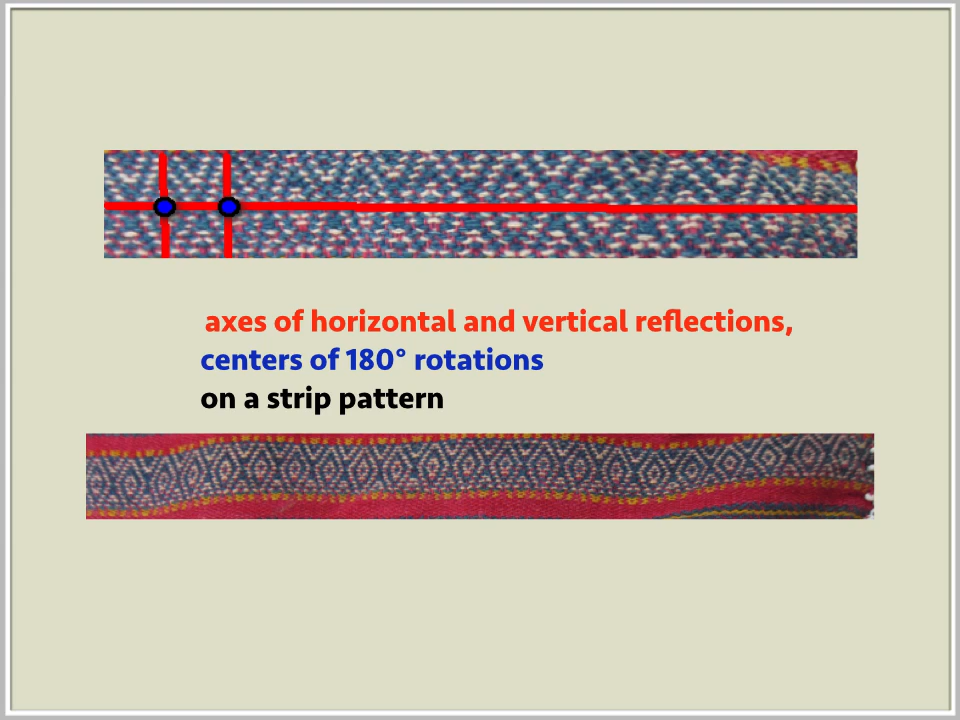 axes of horizontal and vertical reflections,
centers of 180° rotations
on a strip pattern